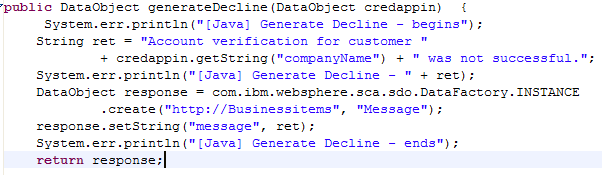 public DataObject generateDecline(DataObject credappin)  {
System.err.println("[Java] Generate Decline - begins");
String ret = "Account verification for customer "
+ credappin.getString("companyName") + " was not successful.";
System.err.println("[Java] Generate Decline - " + ret);
DataObject response = com.ibm.websphere.sca.sdo.DataFactory.INSTANCE
.create("http://Businessitems", "Message");
response.setString("message", ret);
System.err.println("[Java] Generate Decline - ends");
return response;